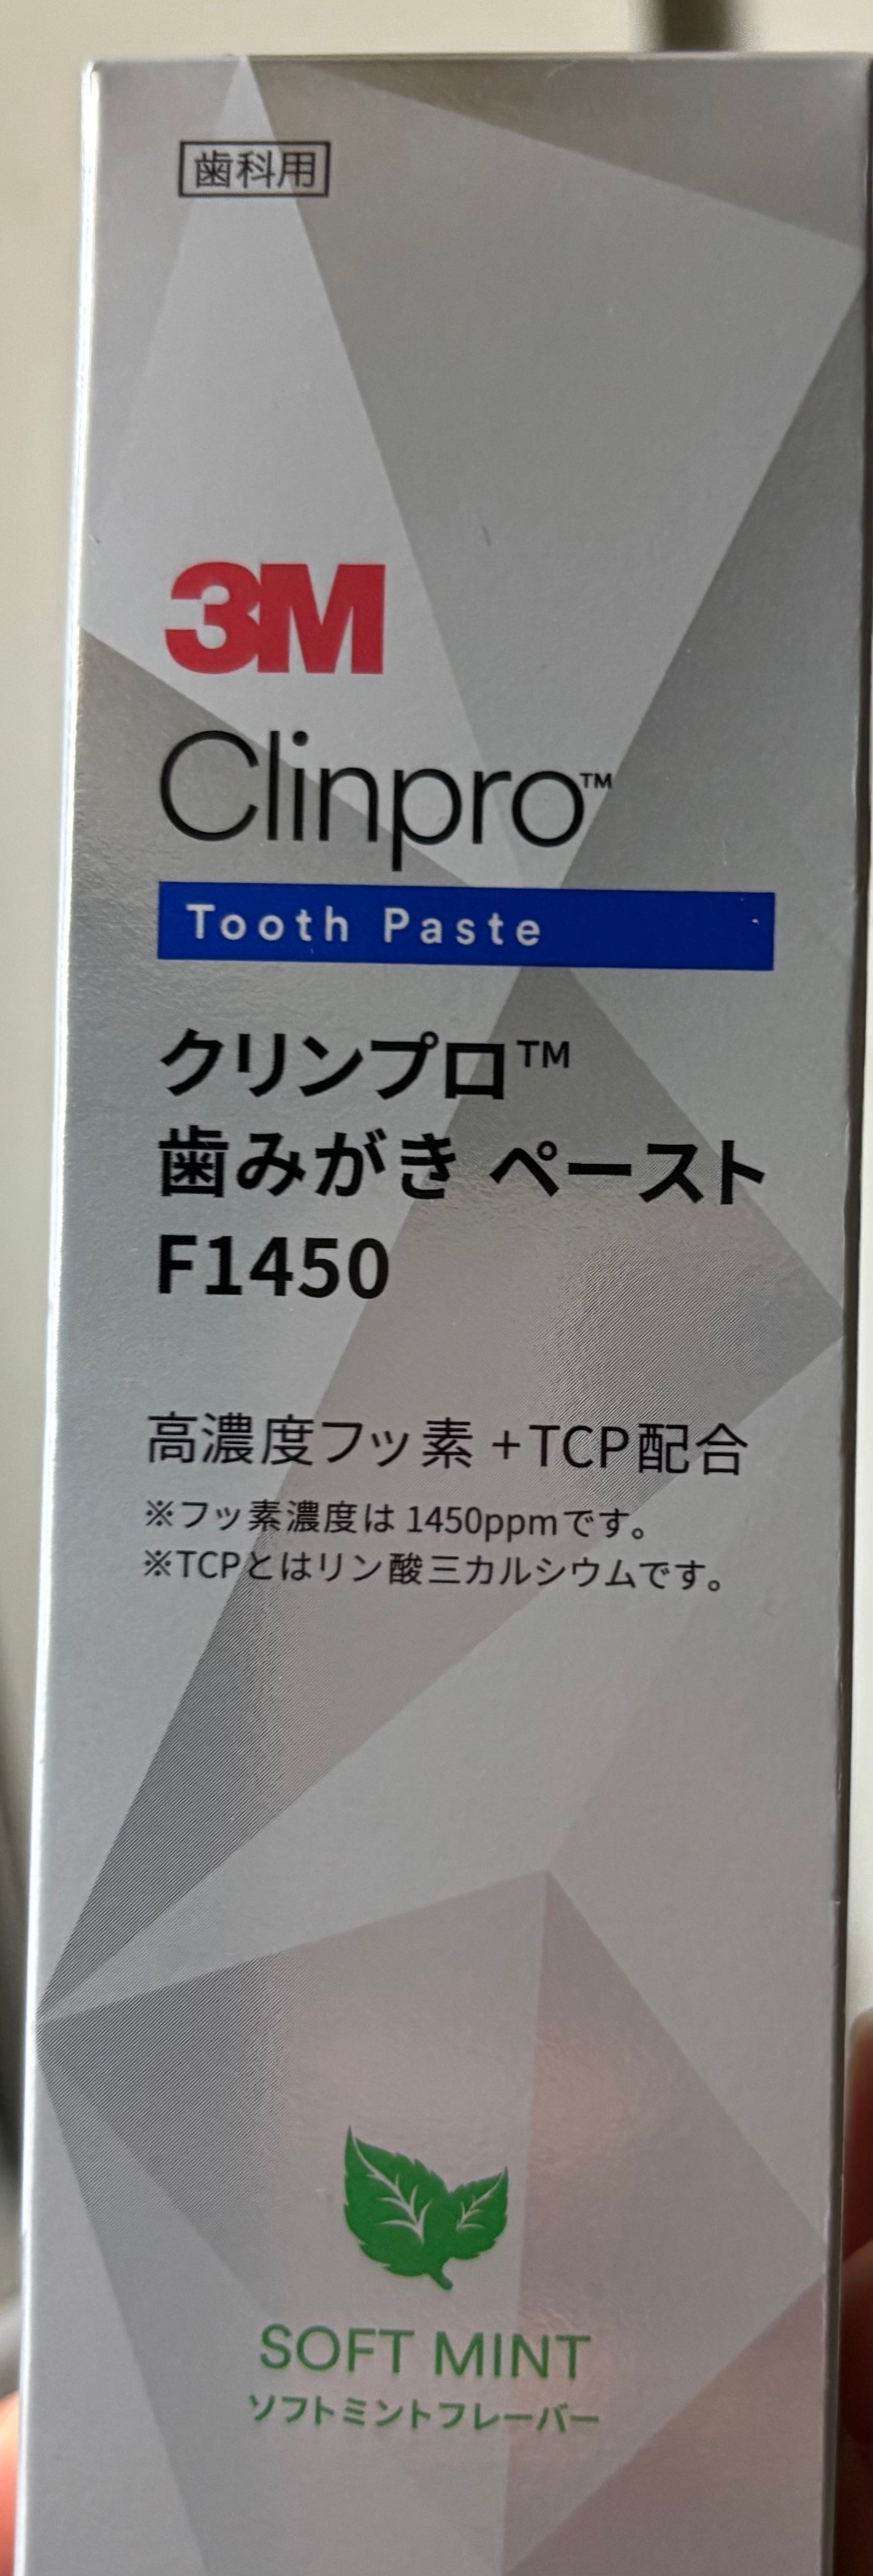 歯科用
3M
Clinpro™
Tooth Paste
クリンプロ™
歯みがき ペースト
F1450
高濃度フッ素 +TCP配合
※フッ素濃度は 1450ppmです。
※TCPとはリン酸三カルシウムです。
SOFT MINT
ソフトミントフレーバー